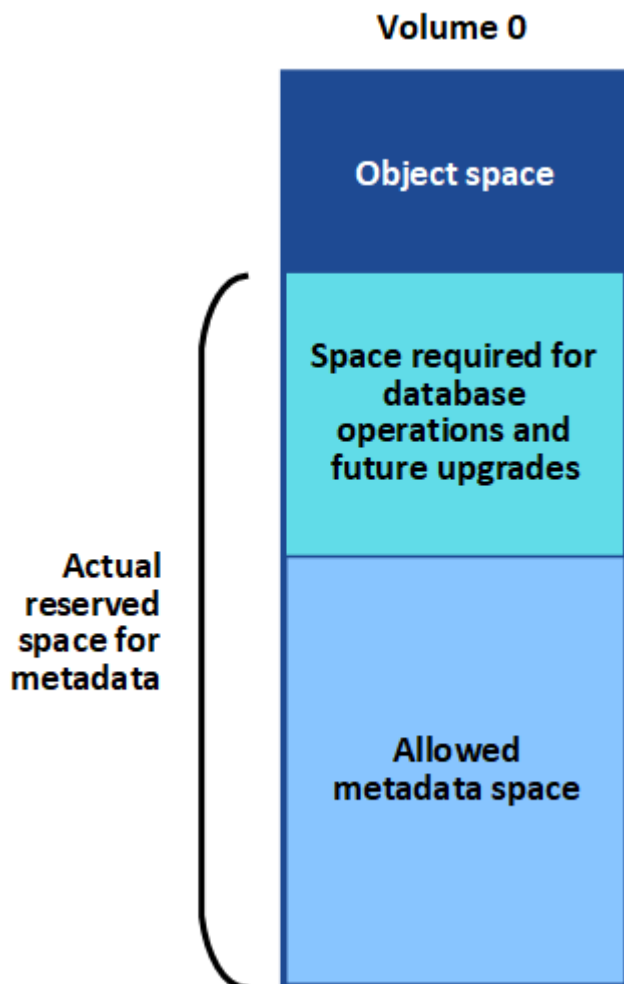 Volume 0
Object space
Space required for
database
operations and
future upgrades
Actual
reserved
space for
metadata
Allowed
metadata space